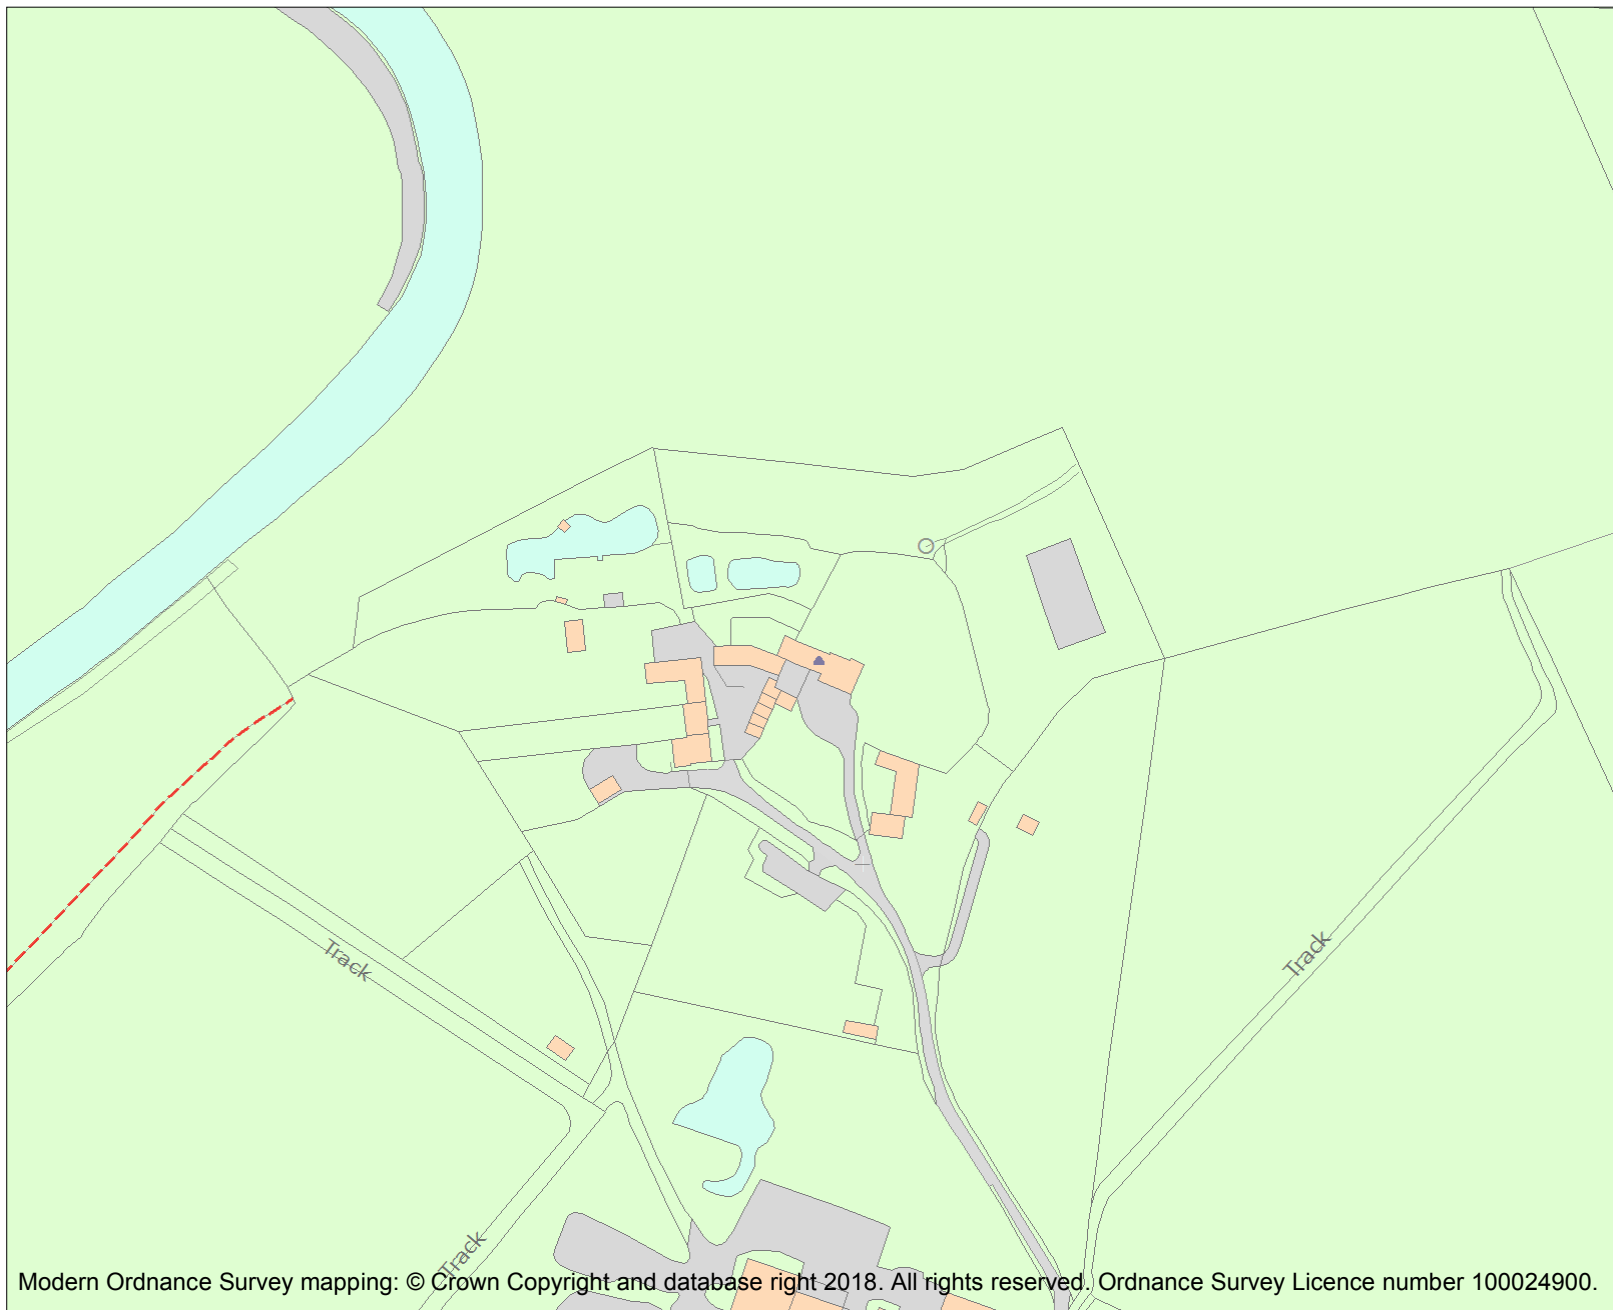 Track
Track
Track
Modern Ordnance Survey mapping: © Crown Copyright and database right 2018. All rights reserved. Ordnance Survey Licence number 100024900.